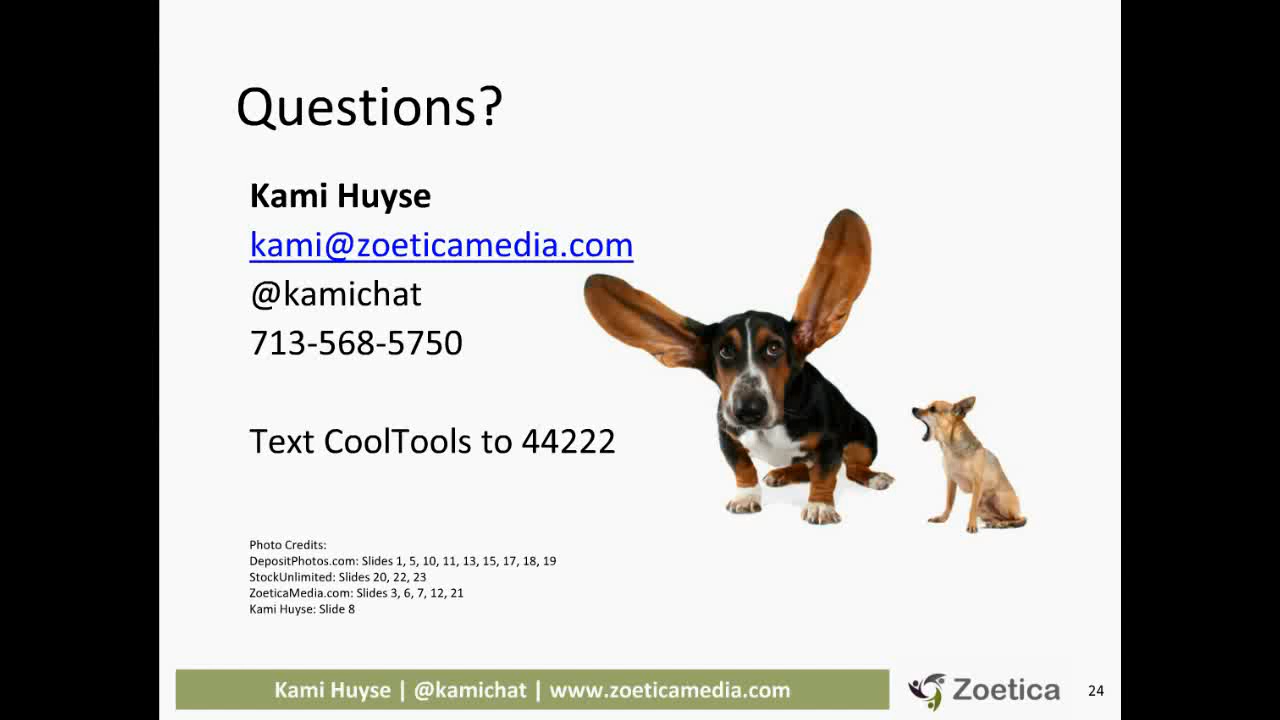 Questions?
Kami Huyse
kami@zoeticamedia.com
@kamichat
713-568-5750
Text CoolTools to 44222
Photo Credits:
DepositPhotos.com: Slides 1, 5, 10, 11, 13, 15, 17, 18, 19
StockUnlimited: Slides 20, 22, 23
ZoeticaMedia.com: Slides 3, 6, 7, 12, 21
Kami Huyse: Slide 8
Kami Huyse | @kamichat | www.zoeticamedia.com
Zoetica
24